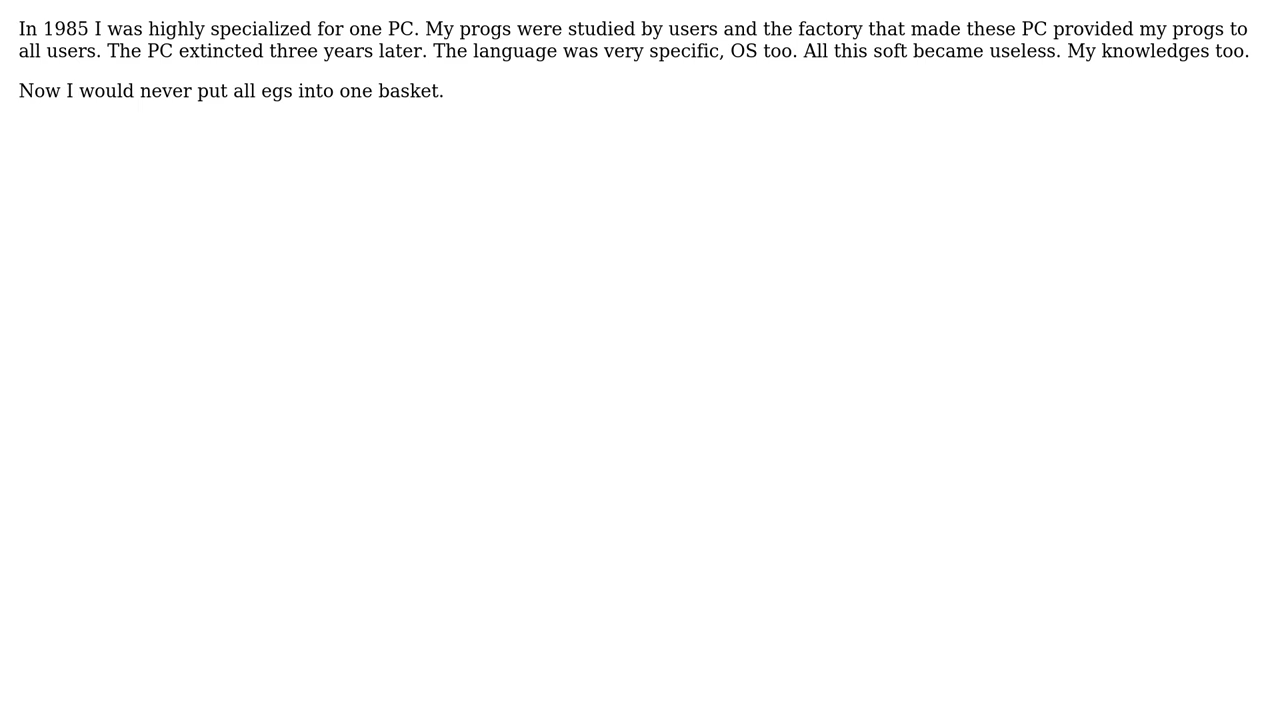 In 1985 I was highly specialized for one PC. My progs were studied by users and the factory that made these PC provided my progs to
all users. The PC extincted three years later. The language was very specific, OS too. All this soft became useless. My knowledges too.
Now I would never put all egs into one basket.